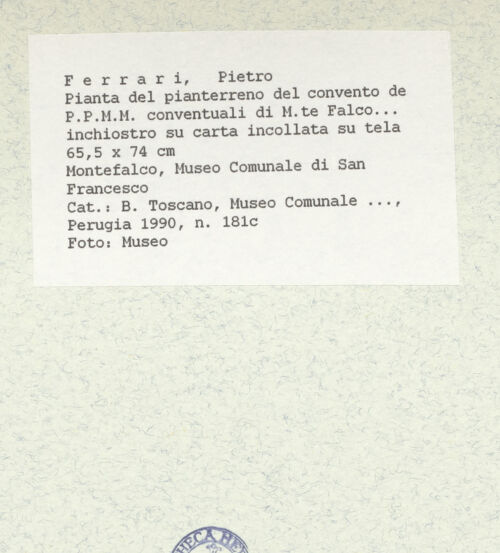 F e r r a r i, Pietro
Pianta del pianterreno del convento de
P.P.M.M. conventuali di M.te Falco...
inchiostro su carta incollata su tela
65,5 x 74 cm
Montefalco, Museo Comunale di San
Francesco
Cat.: B. Toscano, Museo Comunale ...,
Perugia 1990, n. 181c
Foto: Museo